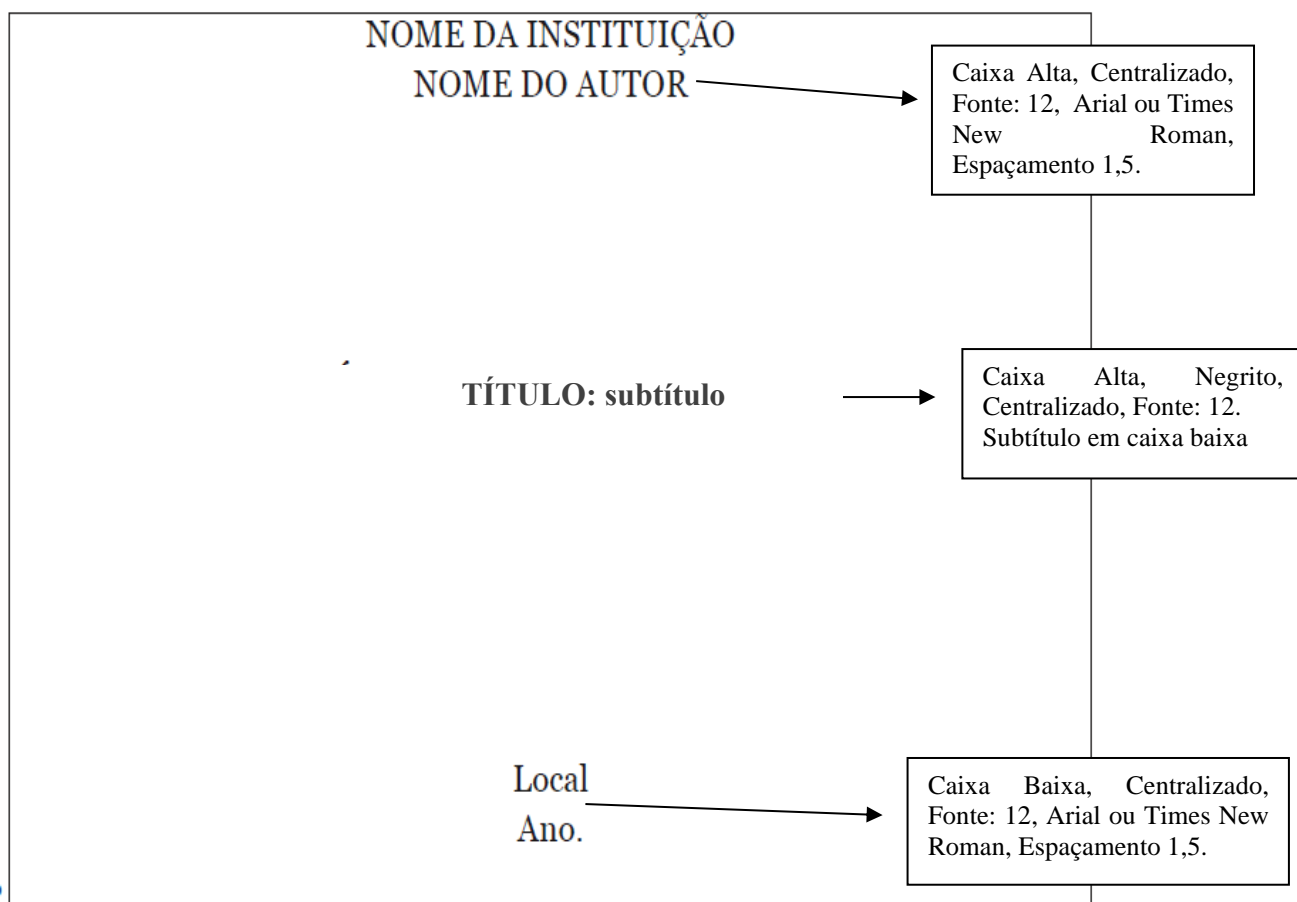 NOME DA INSTITUIÇÃO
NOME DO AUTOR
Caixa Alta, Centralizado,
Fonte: 12, Arial ou Times
New Roman,
Espaçamento 1,5.
TÍTULO: subtítulo
Caixa Alta, Negrito,
Centralizado, Fonte: 12.
Subtítulo em caixa baixa
Local
Ano.
Caixa Baixa, Centralizado,
Fonte: 12, Arial ou Times New
Roman, Espaçamento 1,5.